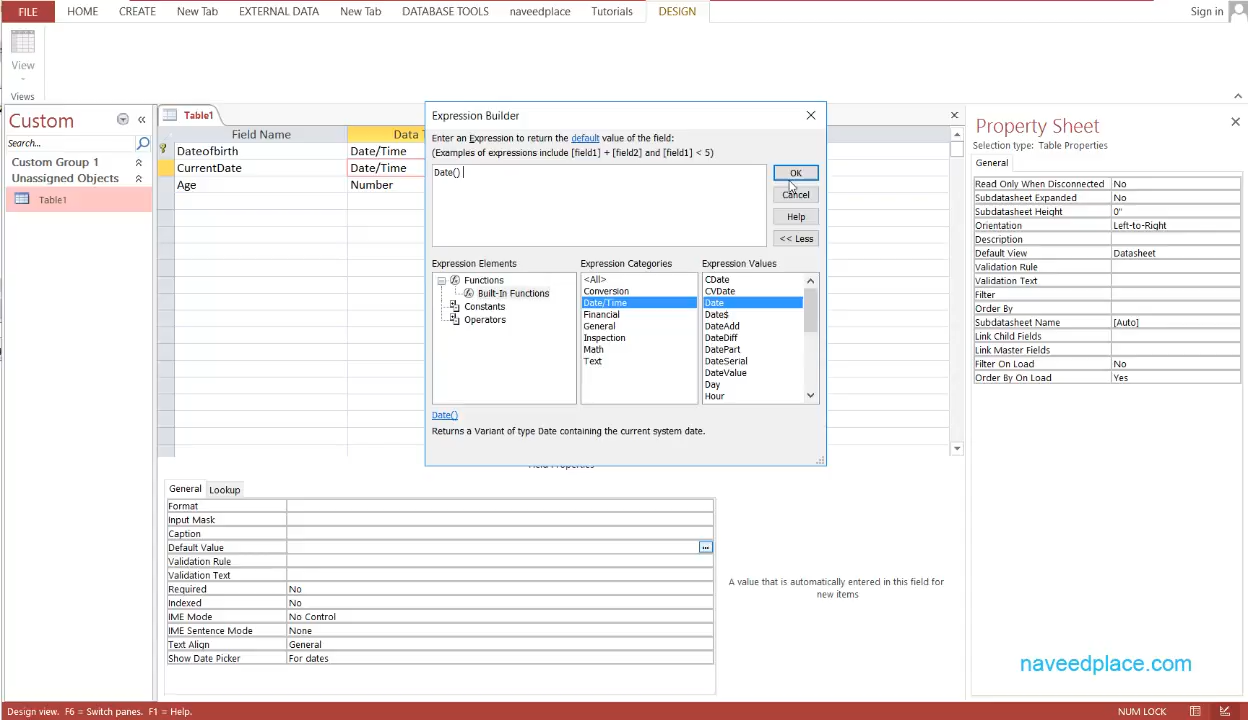 FILE HOME CREATE New Tab EXTERNAL DATA New Tab DATABASE TOOLS naveedplace Tutorials DESIGN Sign in
View
Views
Custom «
Search...
Custom Group 1
Unassigned Objects
Table1
Table1
Field Name Data T
Dateofbirth Date/Time
CurrentDate Date/Time
Age Number
Expression Builder
Enter an Expression to return the default value of the field:
(Examples of expressions include [field1] + [field2] and [field1] < 5)
Date()
OK
Cancel
Help
<< Less
Expression Elements Expression Categories Expression Values
Functions
Built-In Functions
Constants
Operators
<All>
Conversion
Date/Time
Financial
General
Inspection
Math
Text
CDate
CVDate
Date
Date$
DateAdd
DateDiff
DatePart
DateSerial
DateValue
Day
Hour
Date()
Returns a Variant of type Date containing the current system date.
Property Sheet
Selection type: Table Properties
General
Read Only When Disconnected No
Subdatasheet Expanded No
Subdatasheet Height 0"
Orientation Left-to-Right
Description
Default View Datasheet
Validation Rule
Validation Text
Filter
Order By
Subdatasheet Name [Auto]
Link Child Fields
Link Master Fields
Filter On Load No
Order By On Load Yes
Field Properties
General Lookup
Format
Input Mask
Caption
Default Value ...
Validation Rule
Validation Text
Required No
Indexed No
IME Mode No Control
IME Sentence Mode None
Text Align General
Show Date Picker For dates
A value that is automatically entered in this field for
new items
naveedplace.com
Design view. F6 = Switch panes. F1 = Help. NUM LOCK